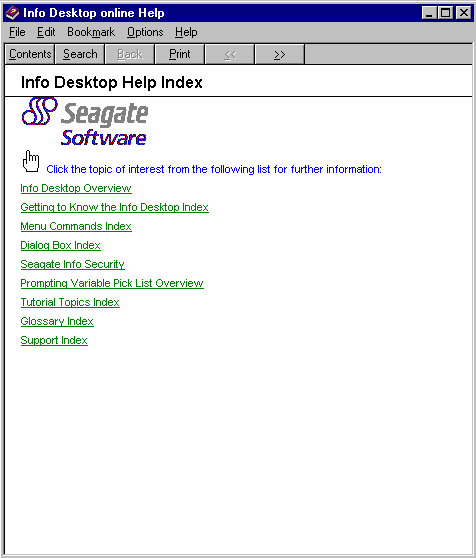 Info Desktop online Help
File Edit Bookmark Options Help
Contents Search Back Print << >>
Info Desktop Help Index
Seagate
Software
Click the topic of interest from the following list for further information:
Info Desktop Overview
Getting to Know the Info Desktop Index
Menu Commands Index
Dialog Box Index
Seagate Info Security
Prompting Variable Pick List Overview
Tutorial Topics Index
Glossary Index
Support Index